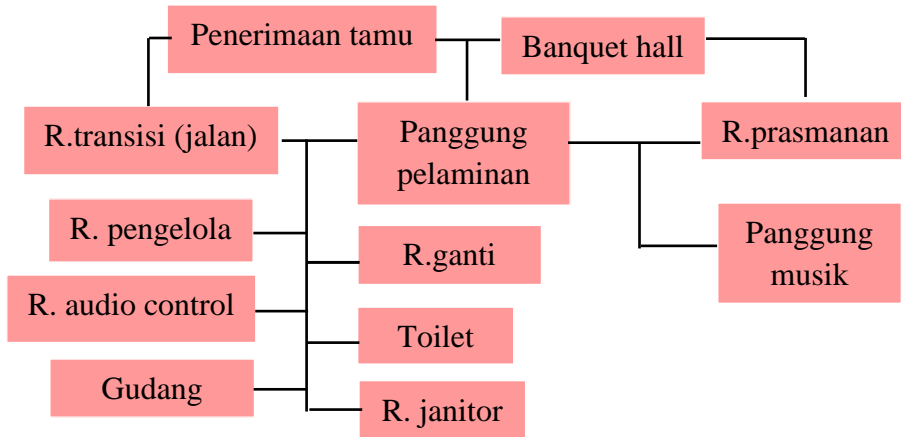 Penerimaan tamu
Banquet hall
R.transisi (jalan)
Panggung
pelaminan
R.prasmanan
R. pengelola
R.ganti
Panggung
musik
R. audio control
Toilet
Gudang
R. janitor